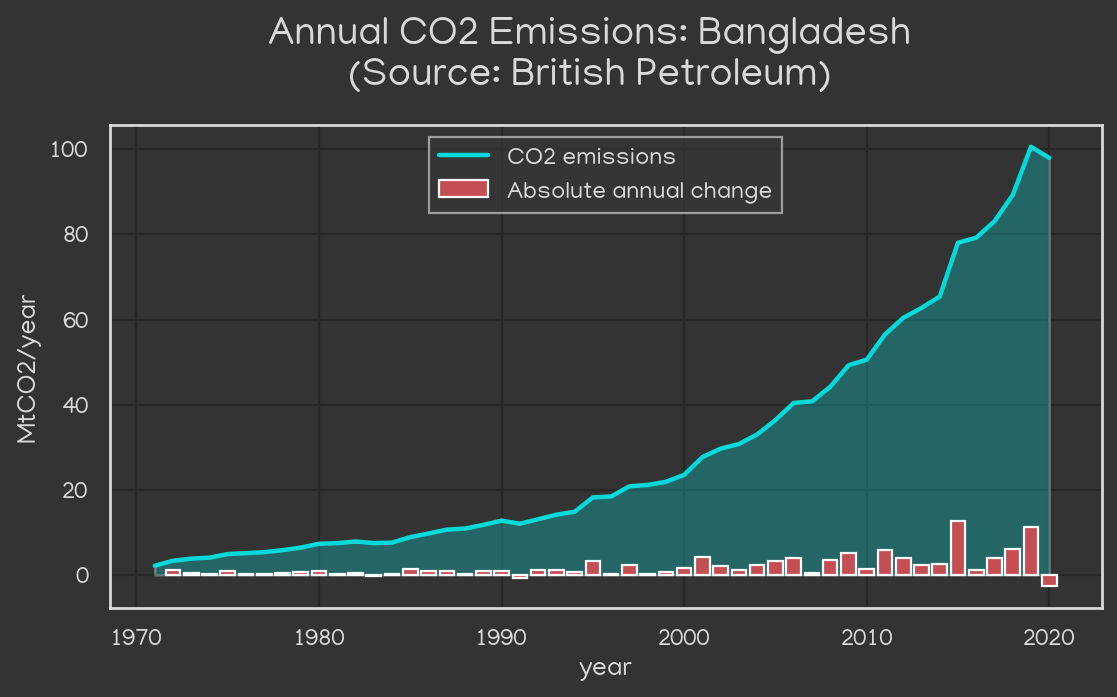 Annual CO2 Emissions: Bangladesh
(Source: British Petroleum)
CO2 emissions
Absolute annual change
MtCO2/year
100
80
60
40
20
0
1970 1980 1990 2000 2010 2020
year